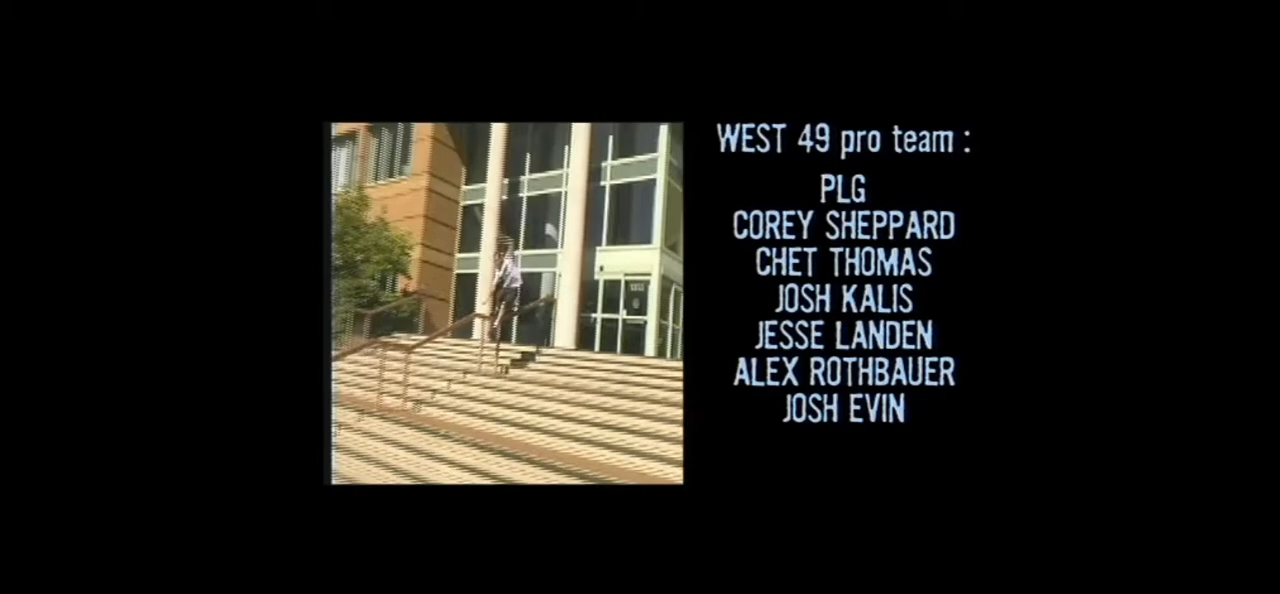 WEST 49 pro team :
PLG
COREY SHEPPARD
CHET THOMAS
JOSH KALIS
JESSE LANDEN
ALEX ROTHBAUER
JOSH EVIN